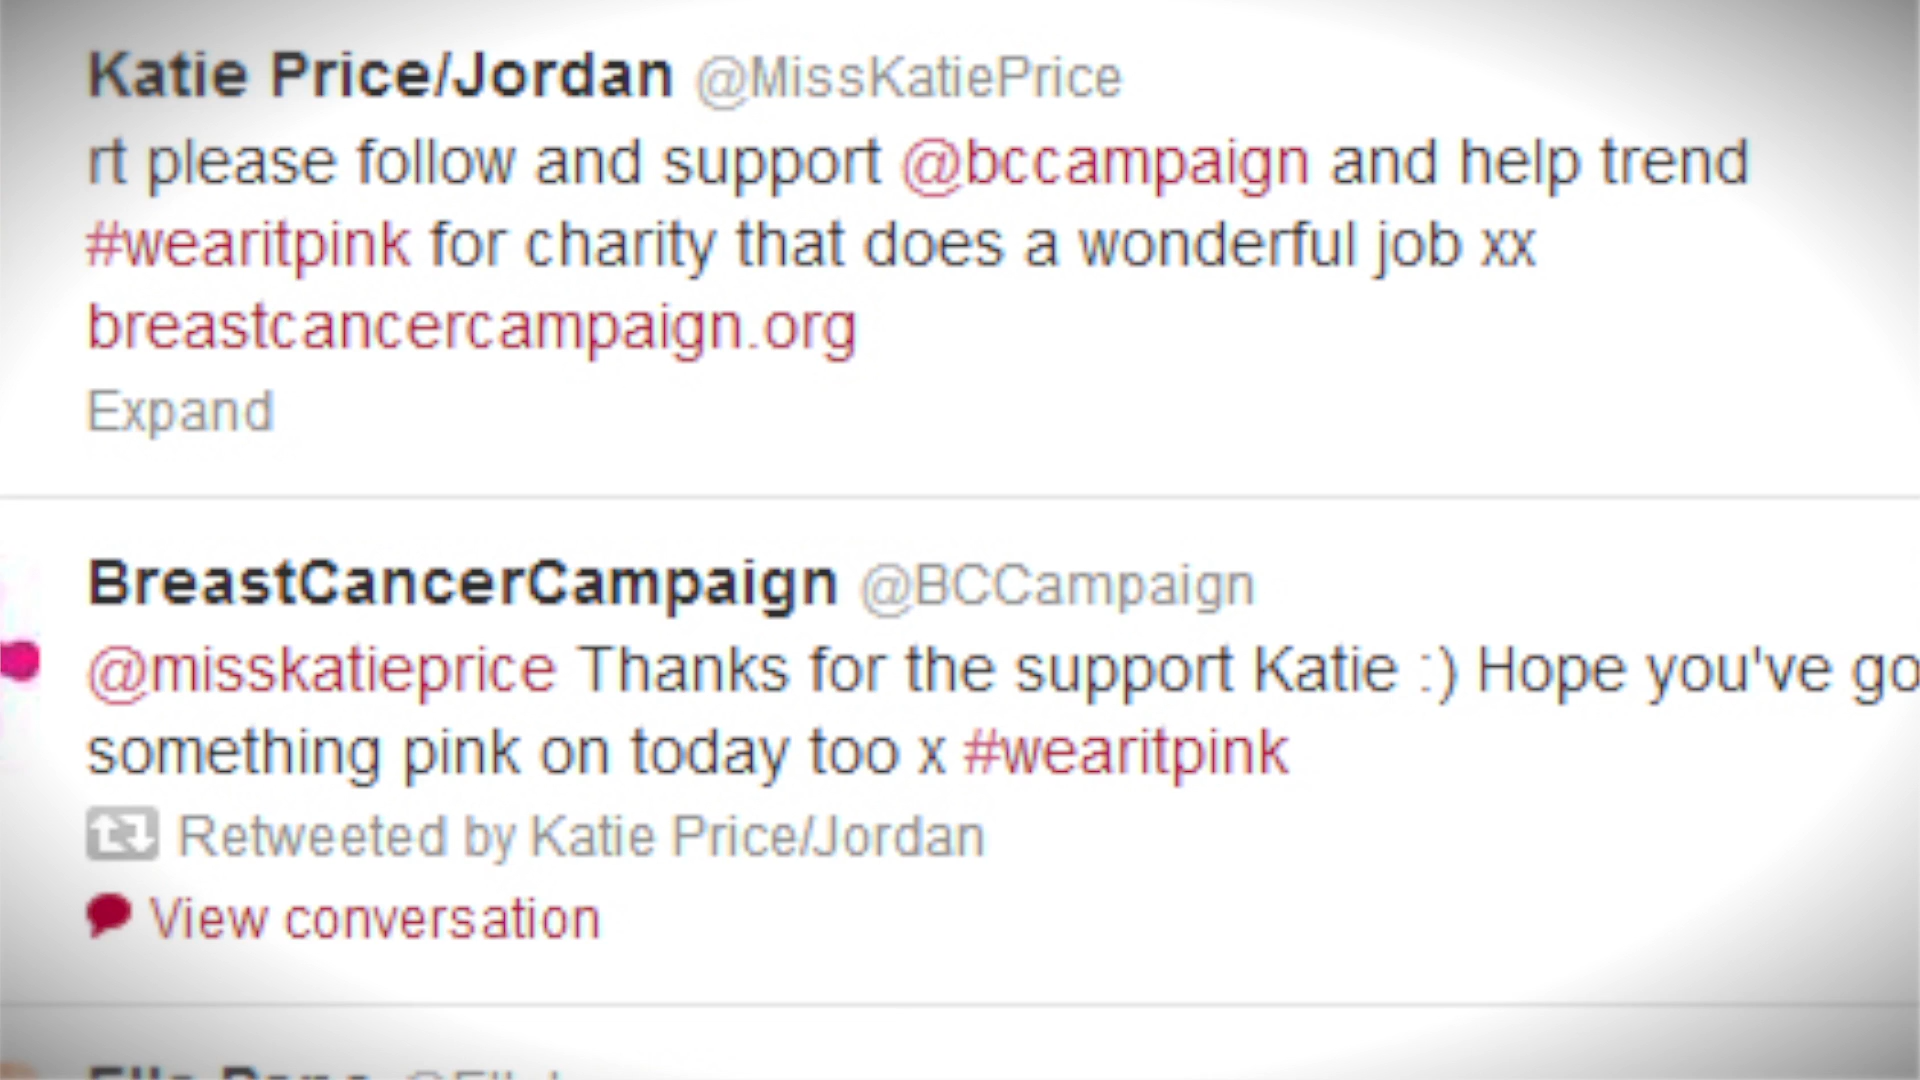 Katie Price/Jordan @MissKatiePrice
rt please follow and support @bccampaign and help trend
#wearitpink for charity that does a wonderful job xx
breastcancercampaign.org
Expand
BreastCancerCampaign @BCCampaign
@misskatieprice Thanks for the support Katie :) Hope you've go
something pink on today too x #wearitpink
Retweeted by Katie Price/Jordan
View conversation